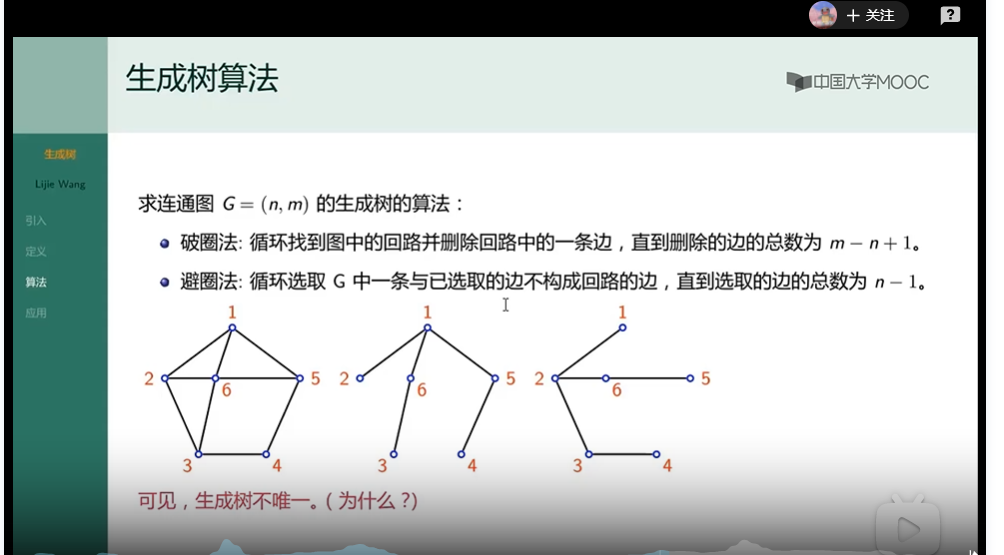 + 关注
?
生成树算法
中国大学MOOC
生成树
Lijie Wang
引入
定义
算法
应用
求连通图 G = (n, m) 的生成树的算法：
破圈法: 循环找到图中的回路并删除回路中的一条边，直到删除的边的总数为 m − n + 1。
避圈法: 循环选取 G 中一条与已选取的边不构成回路的边，直到选取的边的总数为 n − 1。
1 1 1
2 5 2 5 2 5
6 6 6
3 4 3 4 3 4
可见，生成树不唯一。( 为什么？)